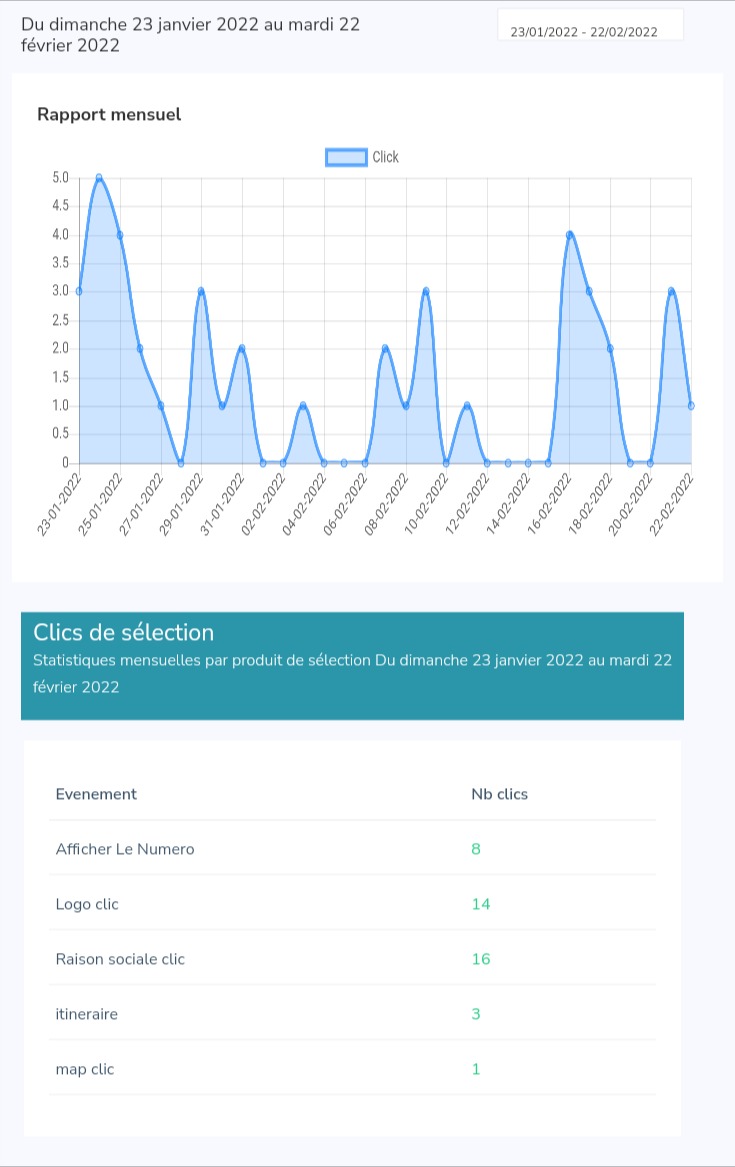 Du dimanche 23 janvier 2022 au mardi 22
février 2022
23/01/2022 - 22/02/2022
Rapport mensuel
Click
5.0
4.5
4.0
3.5
3.0
2.5
2.0
1.5
1.0
0.5
0
23-01-2022
25-01-2022
27-01-2022
29-01-2022
31-01-2022
02-02-2022
04-02-2022
06-02-2022
08-02-2022
10-02-2022
12-02-2022
14-02-2022
16-02-2022
18-02-2022
20-02-2022
22-02-2022
Clics de sélection
Statistiques mensuelles par produit de sélection Du dimanche 23 janvier 2022 au mardi 22
février 2022
Evenement Nb clics
Afficher Le Numero 8
Logo clic 14
Raison sociale clic 16
itineraire 3
map clic 1